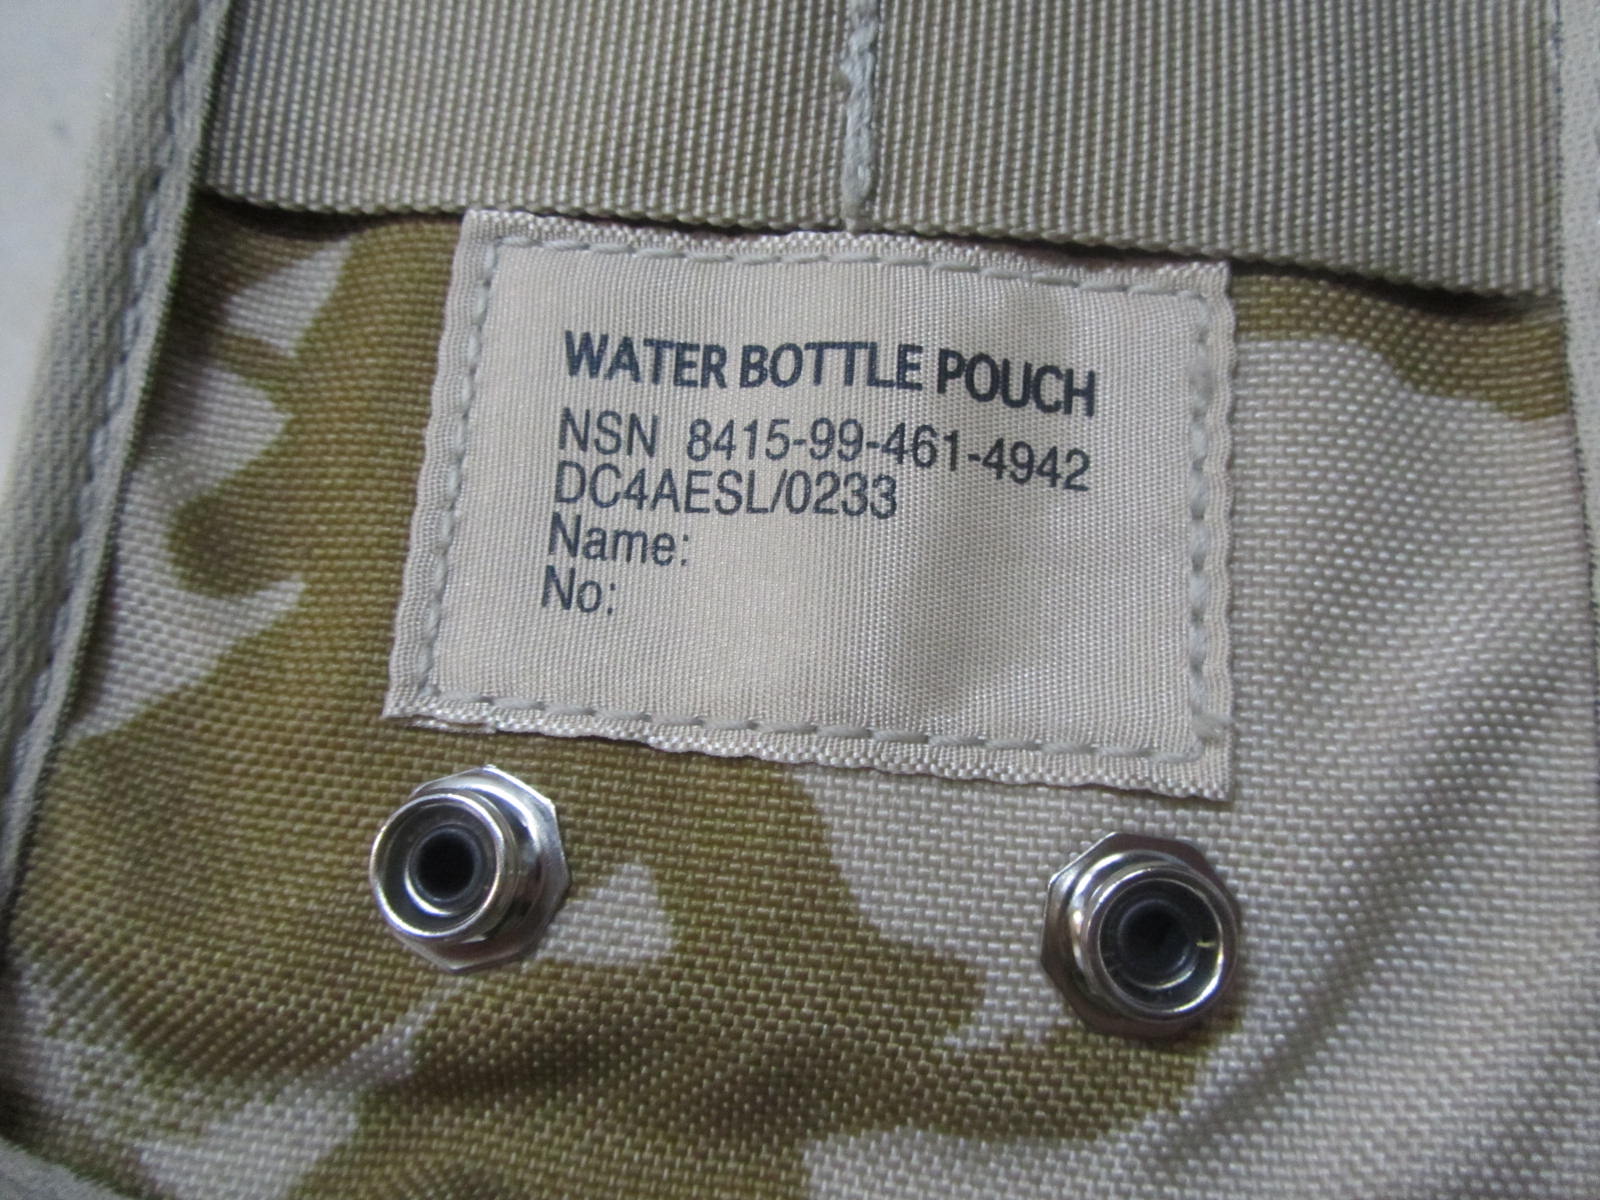 WATER BOTTLE POUCH
NSN 8415-99-461-4942
DC4AESL/0233
Name:
No: